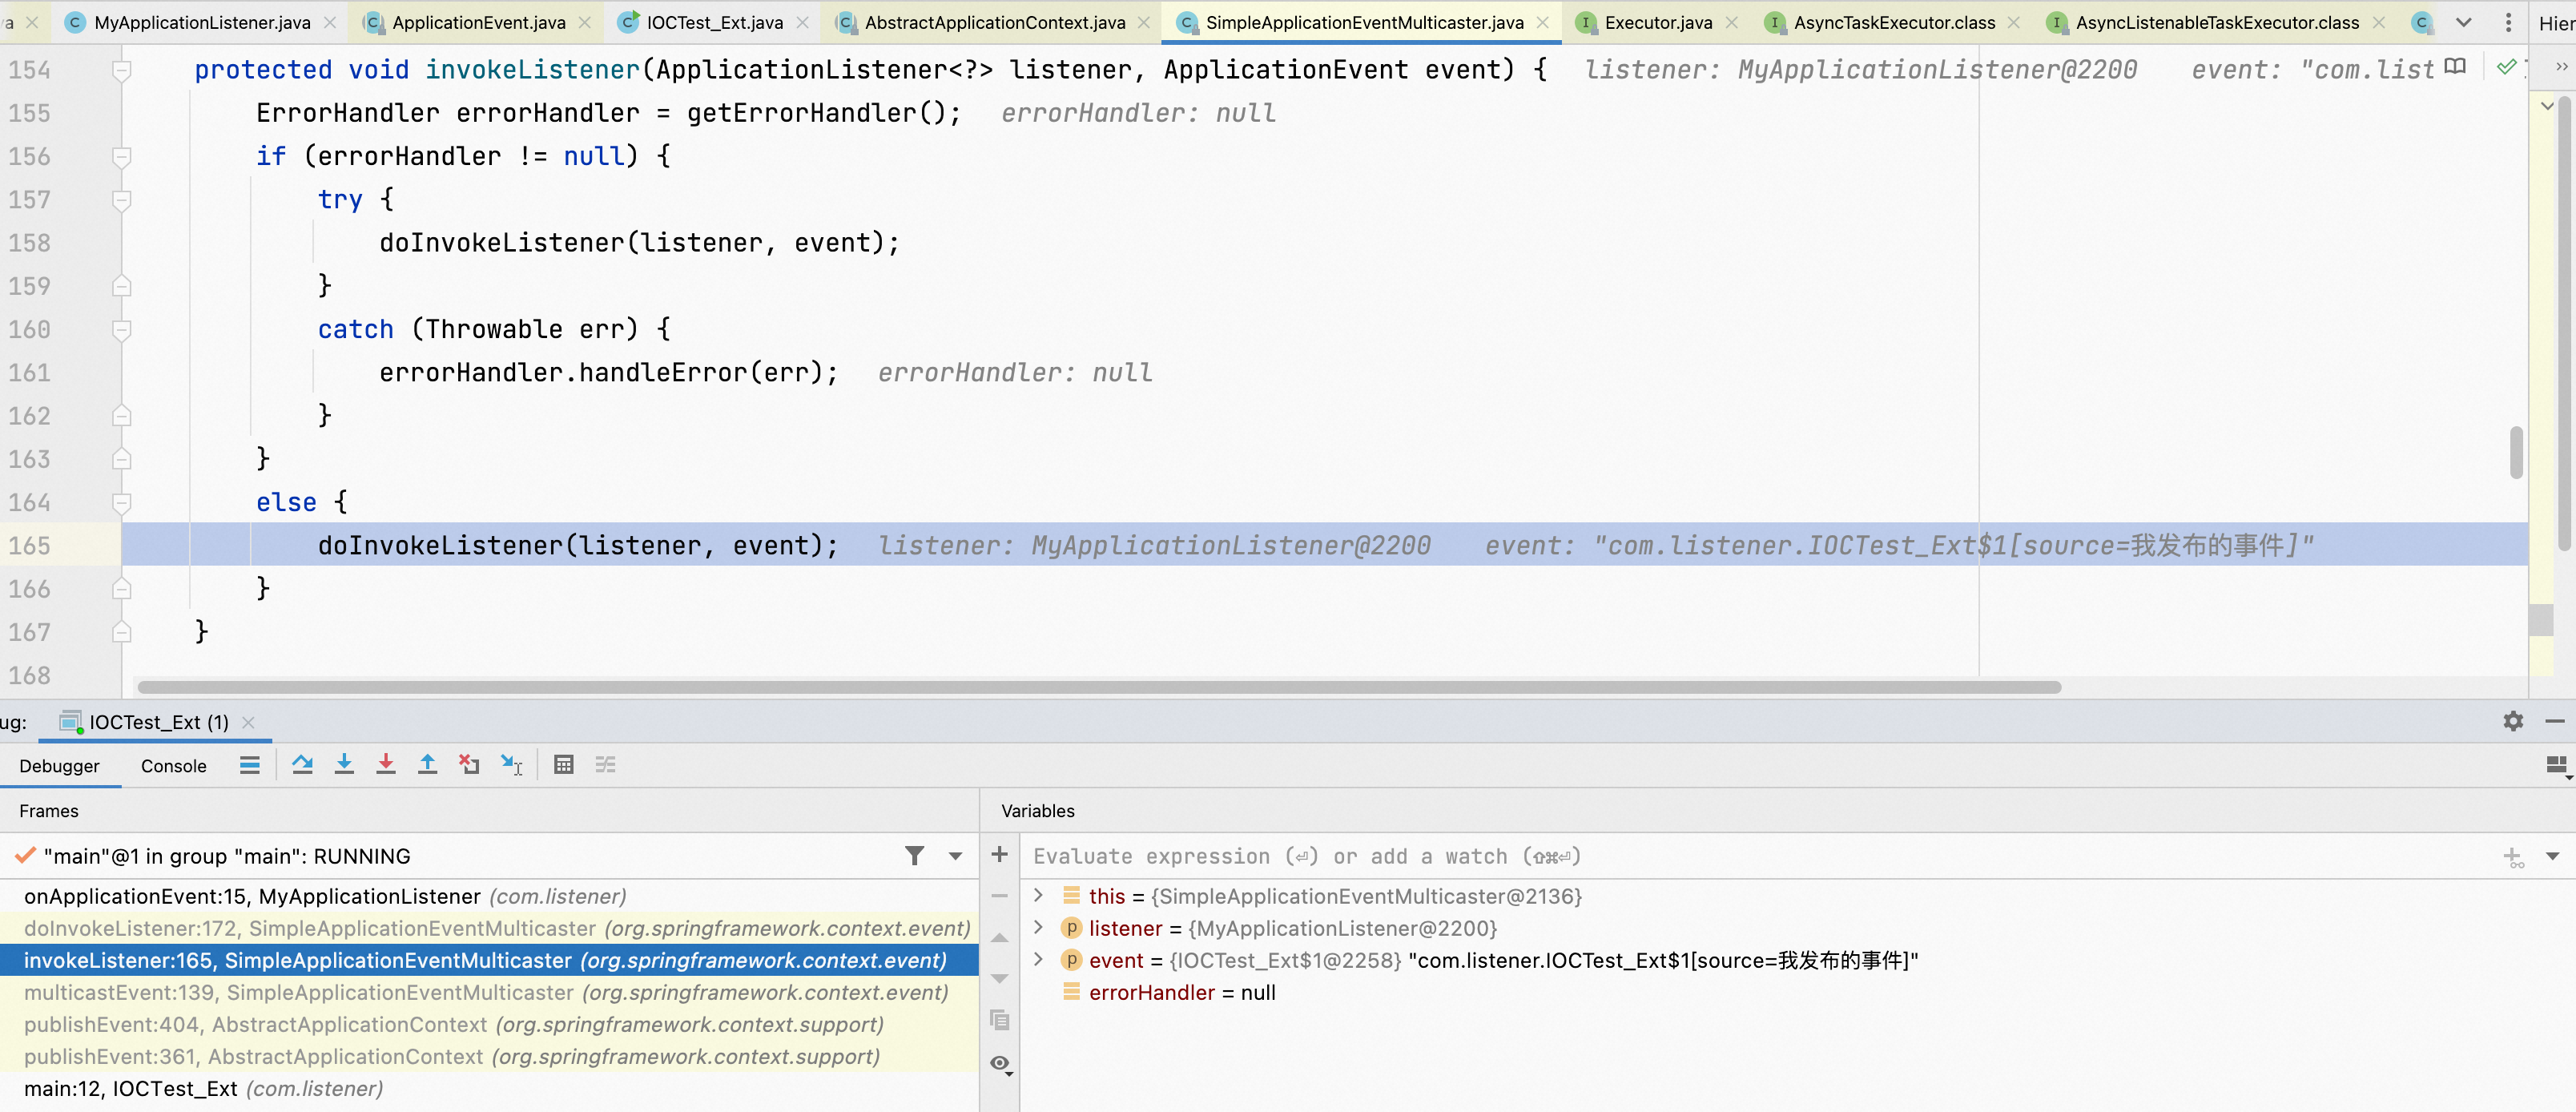 a MyApplicationListener.java ApplicationEvent.java IOCTest_Ext.java AbstractApplicationContext.java SimpleApplicationEventMulticaster.java Executor.java AsyncTaskExecutor.class AsyncListenableTaskExecutor.class Hier
154 protected void invokeListener(ApplicationListener<?> listener, ApplicationEvent event) { listener: MyApplicationListener@2200 event: "com.list
155 ErrorHandler errorHandler = getErrorHandler(); errorHandler: null
156 if (errorHandler != null) {
157 try {
158 doInvokeListener(listener, event);
159 }
160 catch (Throwable err) {
161 errorHandler.handleError(err); errorHandler: null
162 }
163 }
164 else {
165 doInvokeListener(listener, event); listener: MyApplicationListener@2200 event: "com.listener.IOCTest_Ext$1[source=我发布的事件]"
166 }
167 }
168
ug: IOCTest_Ext (1)
Debugger Console
Frames
Variables
"main"@1 in group "main": RUNNING
Evaluate expression (⏎) or add a watch (⇧⌘⏎)
onApplicationEvent:15, MyApplicationListener (com.listener)
doInvokeListener:172, SimpleApplicationEventMulticaster (org.springframework.context.event)
invokeListener:165, SimpleApplicationEventMulticaster (org.springframework.context.event)
multicastEvent:139, SimpleApplicationEventMulticaster (org.springframework.context.event)
publishEvent:404, AbstractApplicationContext (org.springframework.context.support)
publishEvent:361, AbstractApplicationContext (org.springframework.context.support)
main:12, IOCTest_Ext (com.listener)
this = {SimpleApplicationEventMulticaster@2136}
listener = {MyApplicationListener@2200}
event = {IOCTest_Ext$1@2258} "com.listener.IOCTest_Ext$1[source=我发布的事件]"
errorHandler = null